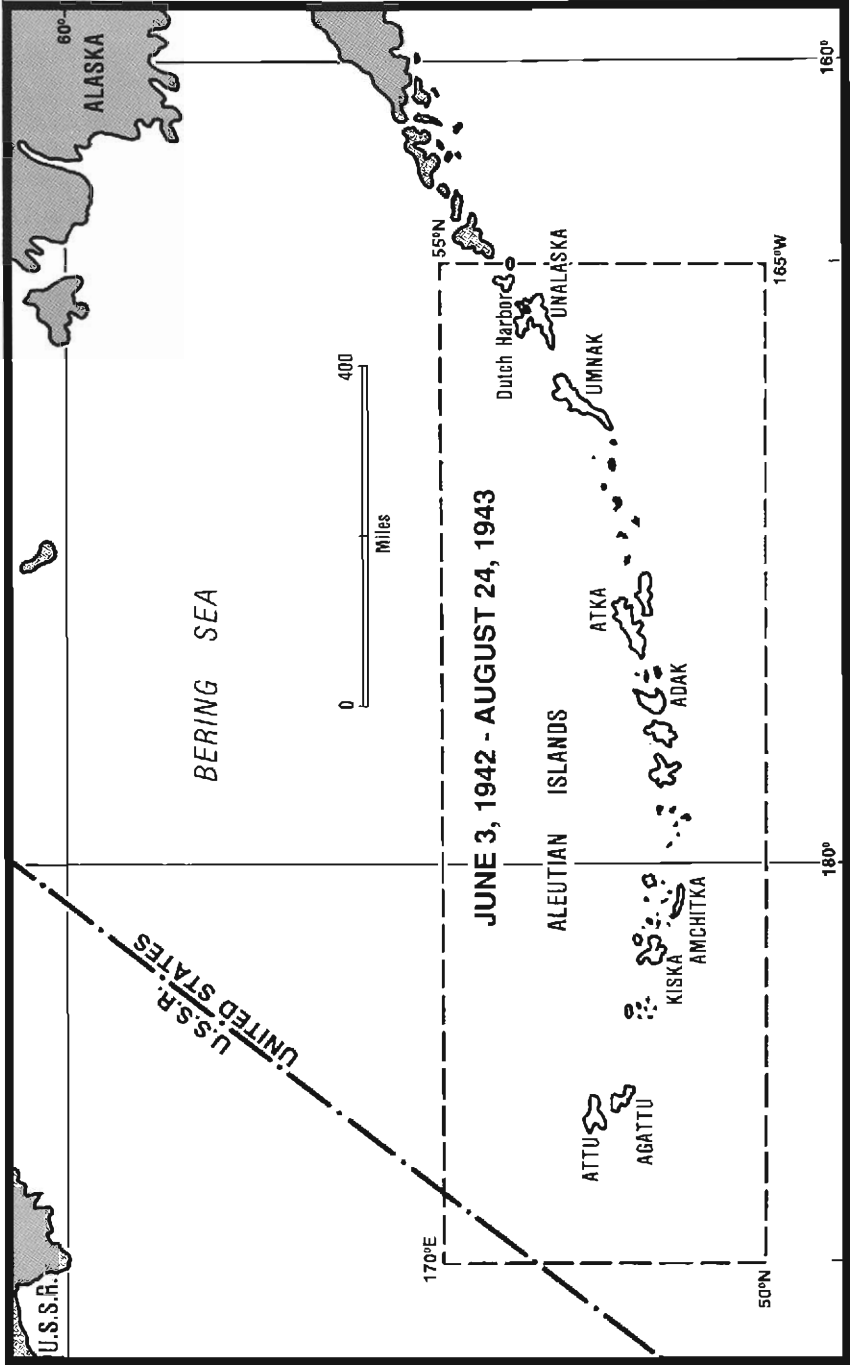 60°
ALASKA
U.S.S.R.
BERING SEA
U.S.S.R.
UNITED STATES
0
400
Miles
170°E
55°N
JUNE 3, 1942 - AUGUST 24, 1943
ALEUTIAN ISLANDS
ATTU
AGATTU
KISKA
AMCHITKA
ADAK
ATKA
UMNAK
Dutch Harbor
UNALASKA
50°N
165°W
180°
160°